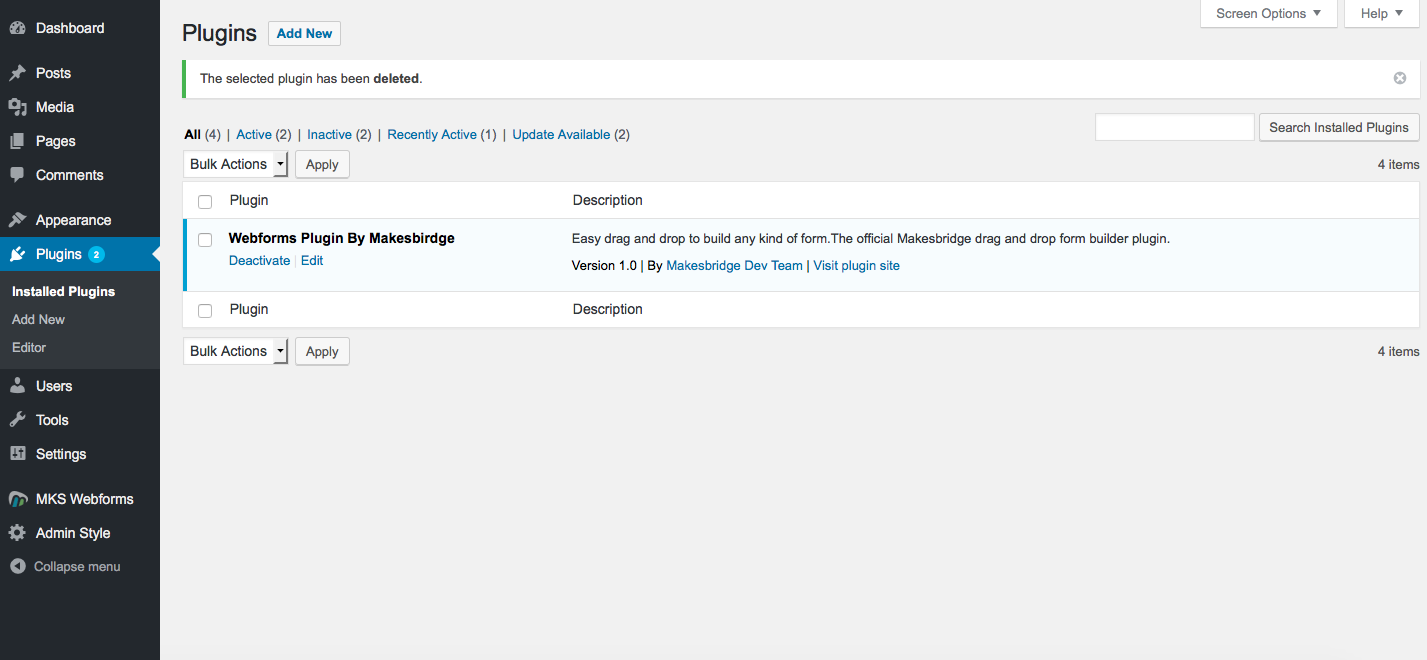 Dashboard
Posts
Media
Pages
Comments
Appearance
Plugins 2
Installed Plugins
Add New
Editor
Users
Tools
Settings
MKS Webforms
Admin Style
Collapse menu
Screen Options ▼ Help ▼
Plugins Add New
The selected plugin has been deleted.
All (4) | Active (2) | Inactive (2) | Recently Active (1) | Update Available (2)
Search Installed Plugins
Bulk Actions Apply
4 items
Plugin Description
Webforms Plugin By Makesbirdge Easy drag and drop to build any kind of form.The official Makesbridge drag and drop form builder plugin.
Deactivate | Edit Version 1.0 | By Makesbridge Dev Team | Visit plugin site
Plugin Description
Bulk Actions Apply
4 items